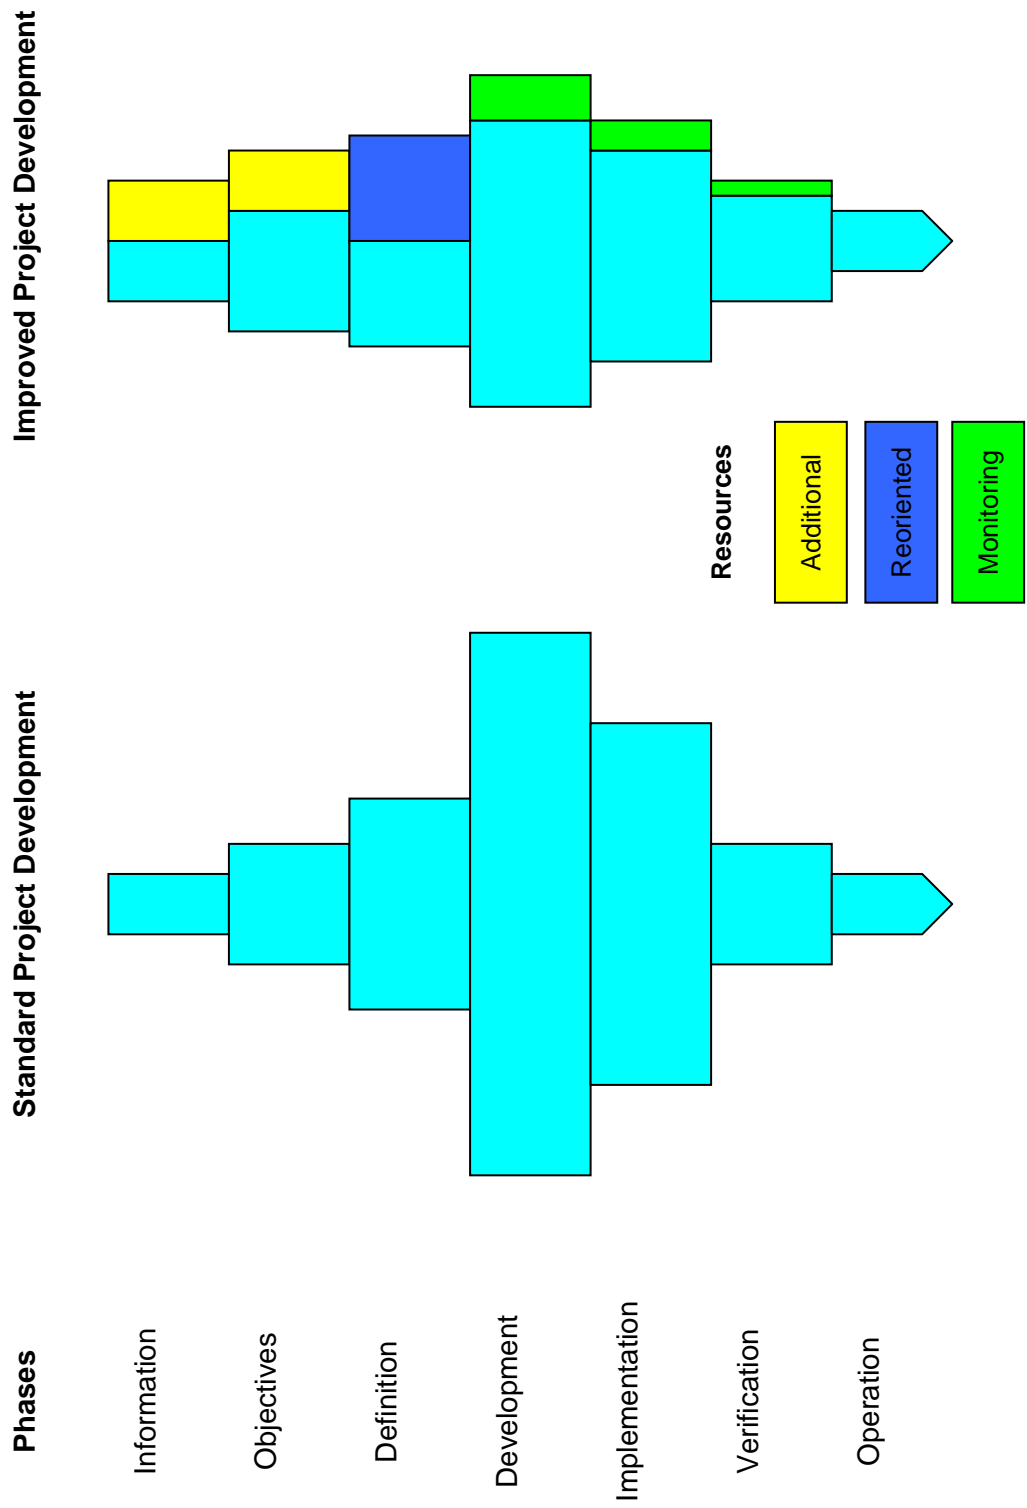 Phases
Standard Project Development
Improved Project Development
Information
Objectives
Definition
Development
Implementation
Verification
Operation
Resources
Additional
Reoriented
Monitoring